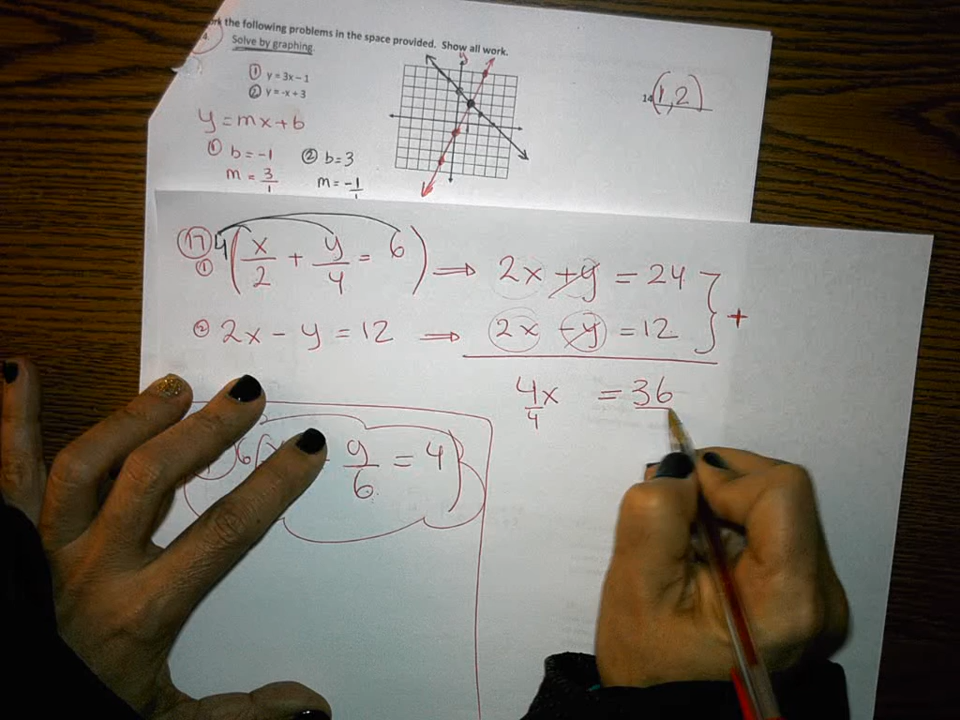 the following problems in the space provided. Show all work.
Solve by graphing.
① y = 3x − 1
② y = -x + 3
14 (1,2)
y = mx + b
① b = -1 ② b = 3
m = 3/1 m = -1/1
y
⑰ 4(x/2 + y/4 = 6) ⇒ 2x + y = 24
①
② 2x − y = 12 ⇒ 2x − y = 12 } +
4x/4 = 36
6( y/6 = 4)